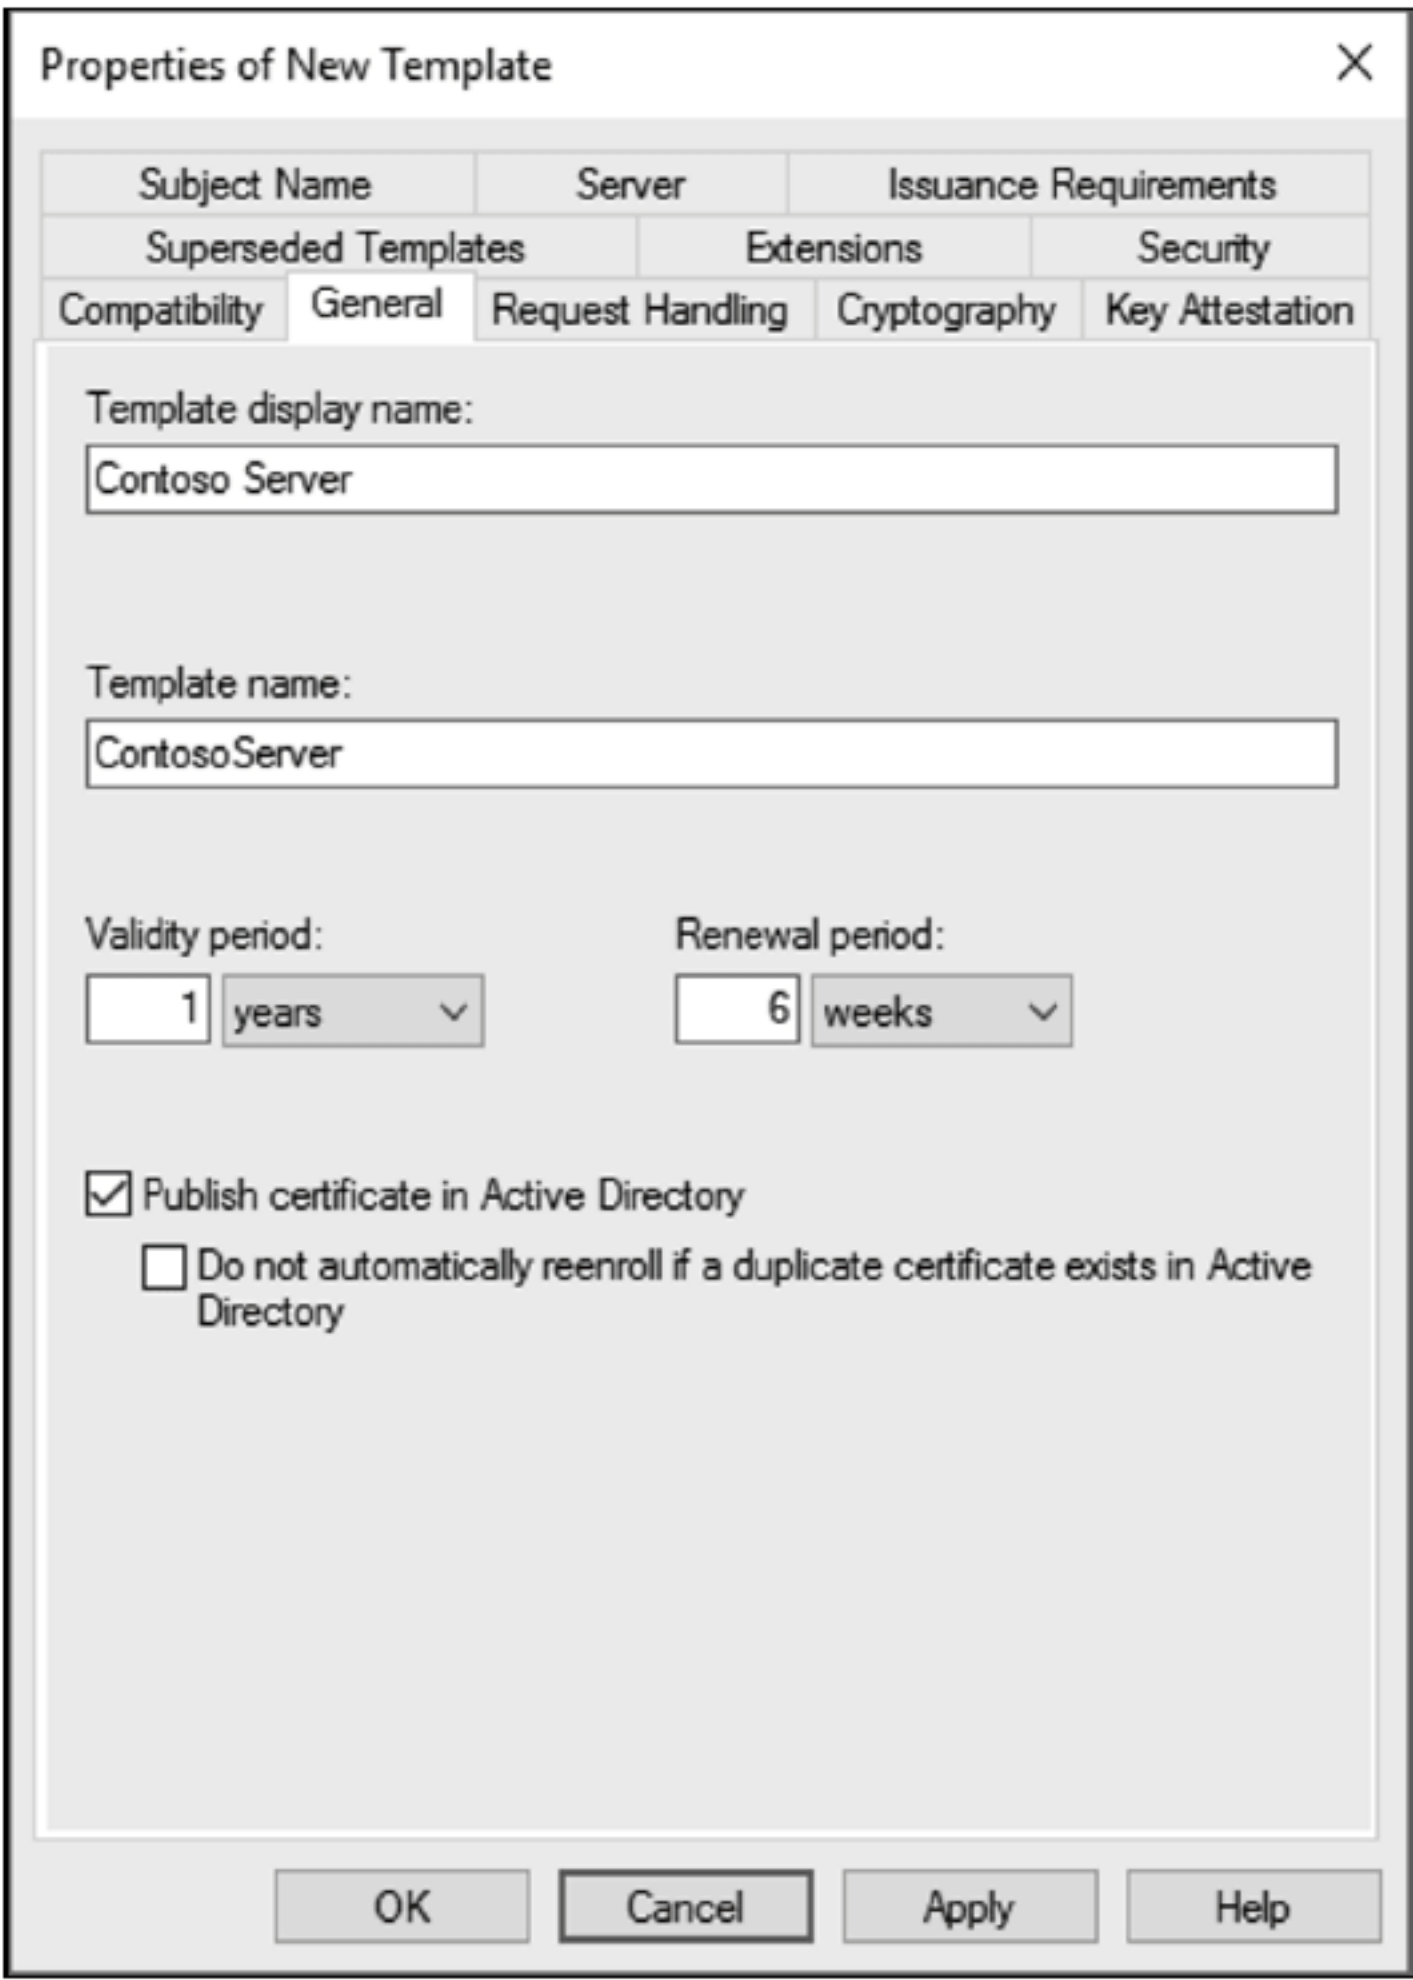 Properties of New Template
Subject Name Server Issuance Requirements
Superseded Templates Extensions Security
Compatibility General Request Handling Cryptography Key Attestation
Template display name:
Contoso Server
Template name:
ContosoServer
Validity period: Renewal period:
1 years 6 weeks
Publish certificate in Active Directory
Do not automatically reenroll if a duplicate certificate exists in Active
Directory
OK Cancel Apply Help